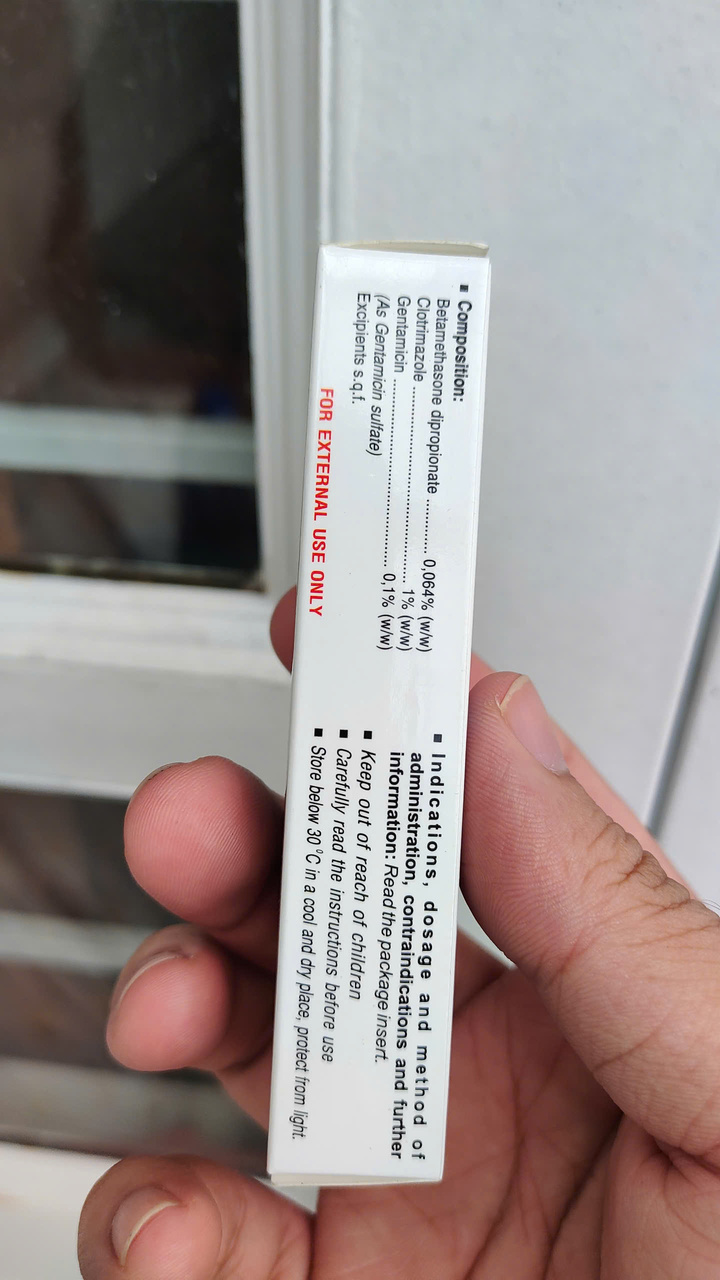 ▪ Composition:
Betamethasone dipropionate ............ 0,064% (w/w)
Clotrimazole ........................................ 1% (w/w)
Gentamicin ....................................... 0,1% (w/w)
(As Gentamicin sulfate)
Excipients s.q.f.
FOR EXTERNAL USE ONLY
▪ Indications, dosage and method of
administration, contraindications and further
information: Read the package insert.
▪ Keep out of reach of children
▪ Carefully read the instructions before use
▪ Store below 30°C in a cool and dry place, protect from light.